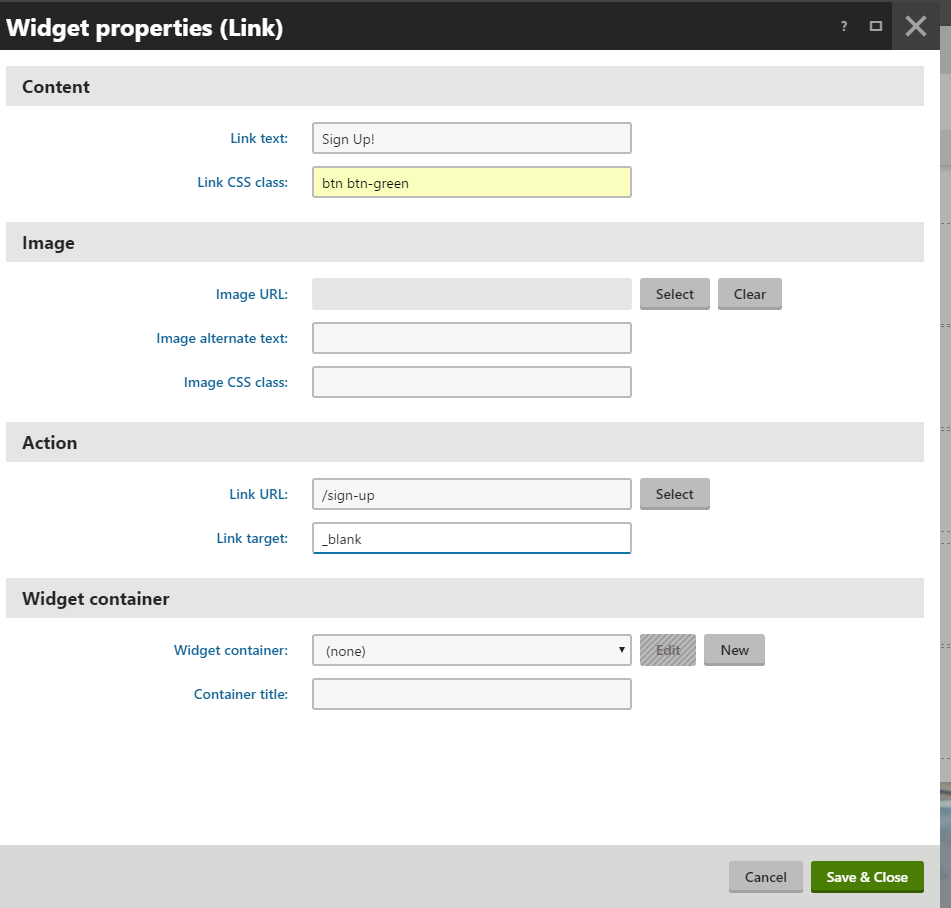 Widget properties (Link) ?
Content
Link text: Sign Up!
Link CSS class: btn btn-green
Image
Image URL: Select Clear
Image alternate text:
Image CSS class:
Action
Link URL: /sign-up Select
Link target: _blank
Widget container
Widget container: (none) Edit New
Container title:
Cancel Save & Close